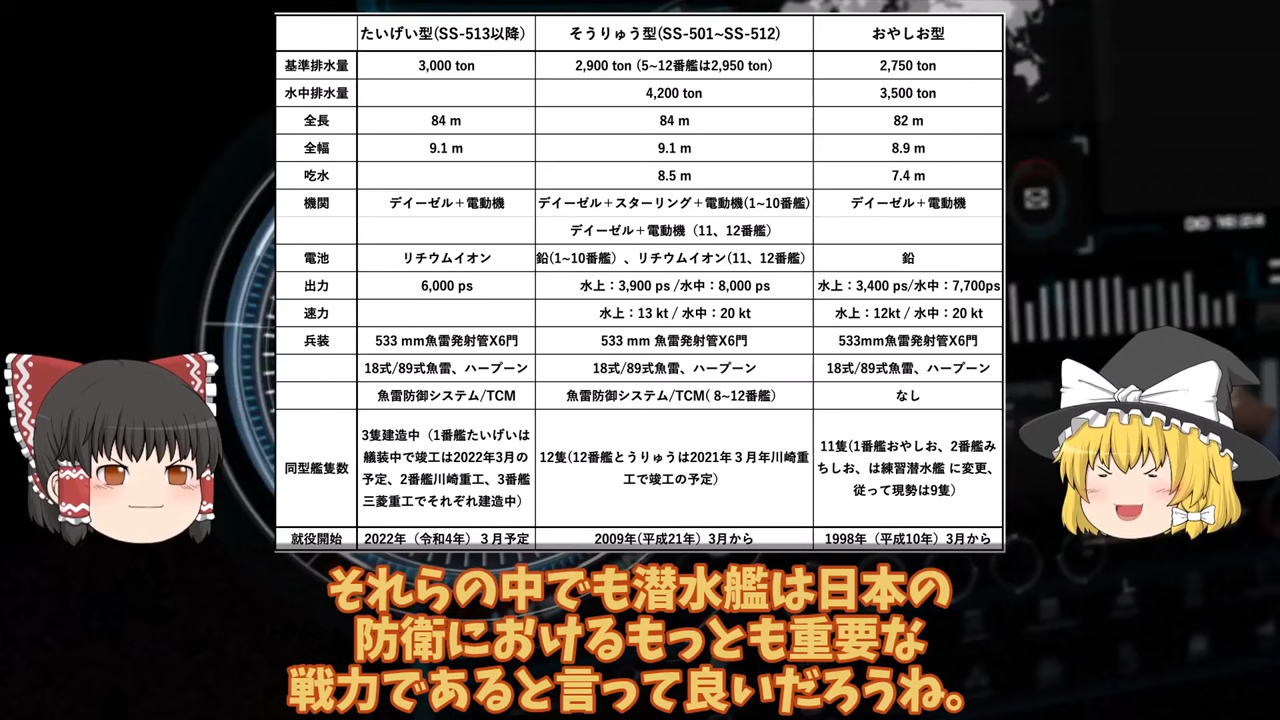 たいげい型(SS-513以降) そうりゅう型(SS-501~SS-512) おやしお型
基準排水量 3,000 ton 2,900 ton (5~12番艦は2,950 ton) 2,750 ton
水中排水量 4,200 ton 3,500 ton
全長 84 m 84 m 82 m
全幅 9.1 m 9.1 m 8.9 m
吃水 8.5 m 7.4 m
機関 デイーゼル＋電動機 デイーゼル＋スターリング＋電動機(1~10番艦) デイーゼル＋電動機
デイーゼル＋電動機（11、12番艦）
電池 リチウムイオン 鉛(1~10番艦）、リチウムイオン(11、12番艦) 鉛
出力 6,000 ps 水上：3,900 ps /水中：8,000 ps 水上：3,400 ps/水中：7,700ps
速力 水上：13 kt / 水中：20 kt 水上：12kt / 水中：20 kt
兵装 533 mm魚雷発射管X6門 533 mm 魚雷発射管X6門 533mm魚雷発射管X6門
18式/89式魚雷、ハープーン 18式/89式魚雷、ハープーン 18式/89式魚雷、ハープーン
魚雷防御システム/TCM 魚雷防御システム/TCM( 8~12番艦） なし
同型艦隻数
3隻建造中（1番艦たいげいは
艤装中で竣工は2022年3月の
予定、2番艦川崎重工、3番艦
三菱重工でそれぞれ建造中）
12隻(12番艦とうりゅうは2021年３月年川崎重
工で竣工の予定）
11隻(1番艦おやしお、2番艦み
ちしお、は練習潜水艦 に変更、
従って現勢は9隻）
就役開始 2022年（令和4年）３月予定 2009年(平成21年）3月から 1998年（平成10年）3月から
それらの中でも潜水艦は日本の
防衛におけるもっとも重要な
戦力であると言って良いだろうね。